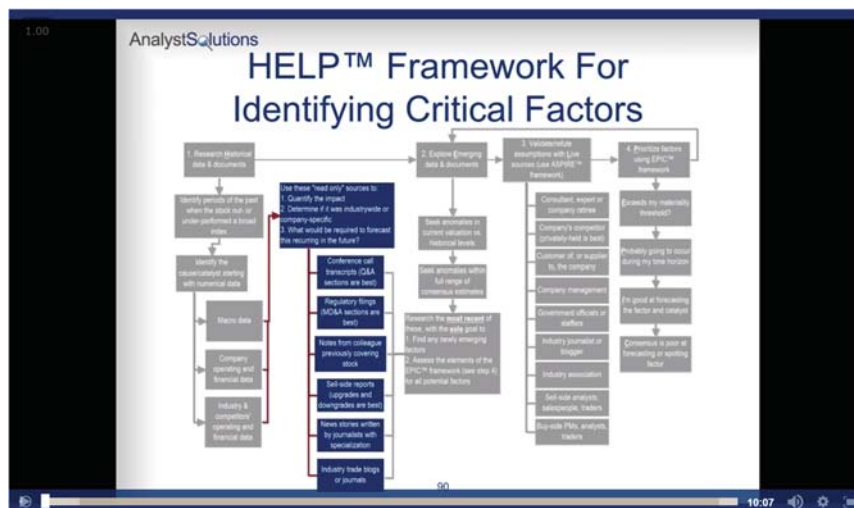 1.00
AnalystSolutions
HELP™ Framework For
Identifying Critical Factors
1. Research Historical
data & documents
2. Explore Emerging
data & documents
3. Validate/refute
assumptions with Live
sources (use ASPIRE™
framework)
4. Prioritize factors
using EPIC™
framework
Identify periods of the past
when the stock out- or
under-performed a broad
index
Identify the
cause/catalyst starting
with numerical data
Macro data
Company
operating and
financial data
Industry &
competitors'
operating and
financial data
Use these "read only" sources to:
1. Quantify the impact
2. Determine if it was industrywide or
company-specific
3. What would be required to forecast
this recurring in the future?
Conference call
transcripts (Q&A
sections are best)
Regulatory filings
(MD&A sections are
best)
Notes from colleague
previously covering
stock
Sell-side reports
(upgrades and
downgrades are best)
News stories written
by journalists with
specialization
Industry trade blogs
or journals
Seek anomalies in
current valuation vs.
historical levels
Seek anomalies within
full-range of
consensus estimates
Research the most recent of
these, with the sole goal to
1. Find any newly emerging
factors
2. Assess the elements of the
EPIC™ framework (see step 4)
for all potential factors
Consultant, expert or
company retiree
Company's competitor
(privately-held is best)
Customer of, or supplier
to, the company
Company management
Government officials or
staffers
Industry journalist or
blogger
Industry association
Sell-side analysts,
salespeople, traders
Buy-side PMs, analysts,
traders
Exceeds my materiality
threshold?
Probably going to occur
during my time horizon
I'm good at forecasting
the factor and catalyst
Consensus is poor at
forecasting or spotting
factor
90
10:07